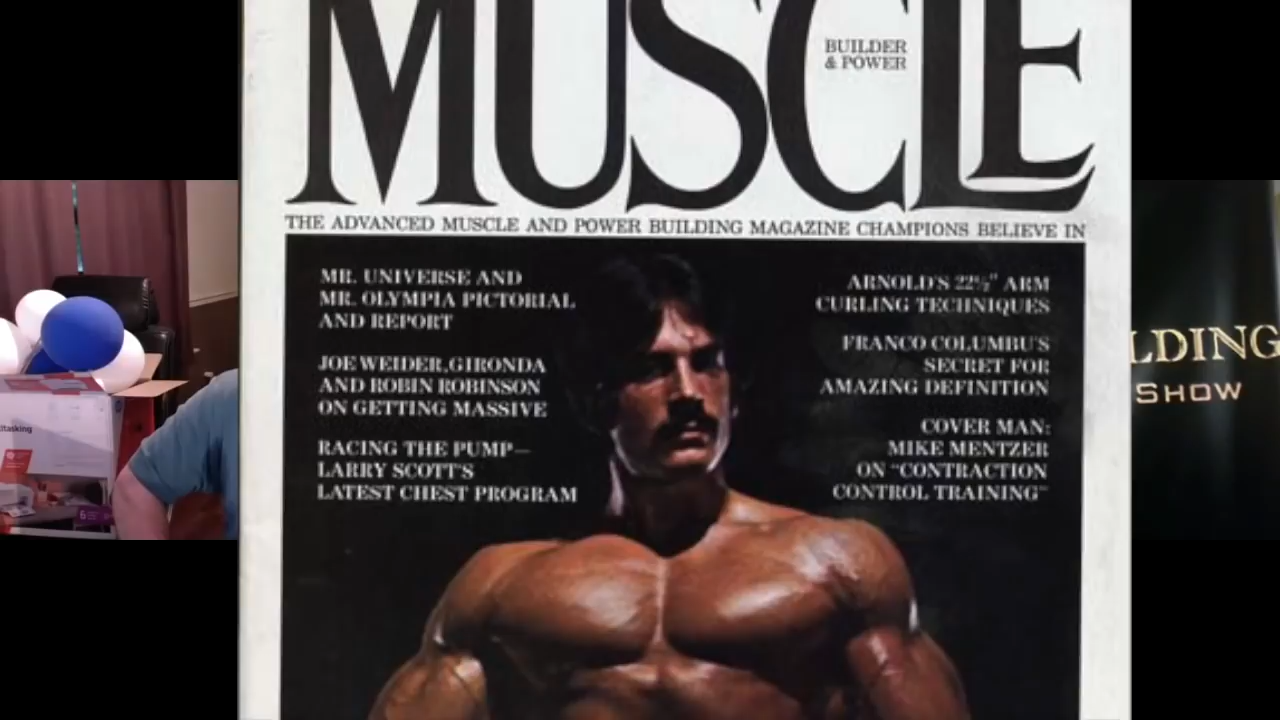 MUSCLE
BUILDER
& POWER
THE ADVANCED MUSCLE AND POWER BUILDING MAGAZINE CHAMPIONS BELIEVE IN
MR. UNIVERSE AND
MR. OLYMPIA PICTORIAL
AND REPORT
JOE WEIDER, GIRONDA
AND ROBIN ROBINSON
ON GETTING MASSIVE
RACING THE PUMP—
LARRY SCOTT'S
LATEST CHEST PROGRAM
ARNOLD'S 22½" ARM
CURLING TECHNIQUES
FRANCO COLUMBU'S
SECRET FOR
AMAZING DEFINITION
COVER MAN:
MIKE MENTZER
ON "CONTRACTION
CONTROL TRAINING"
titasking
6
LDING
SHOW